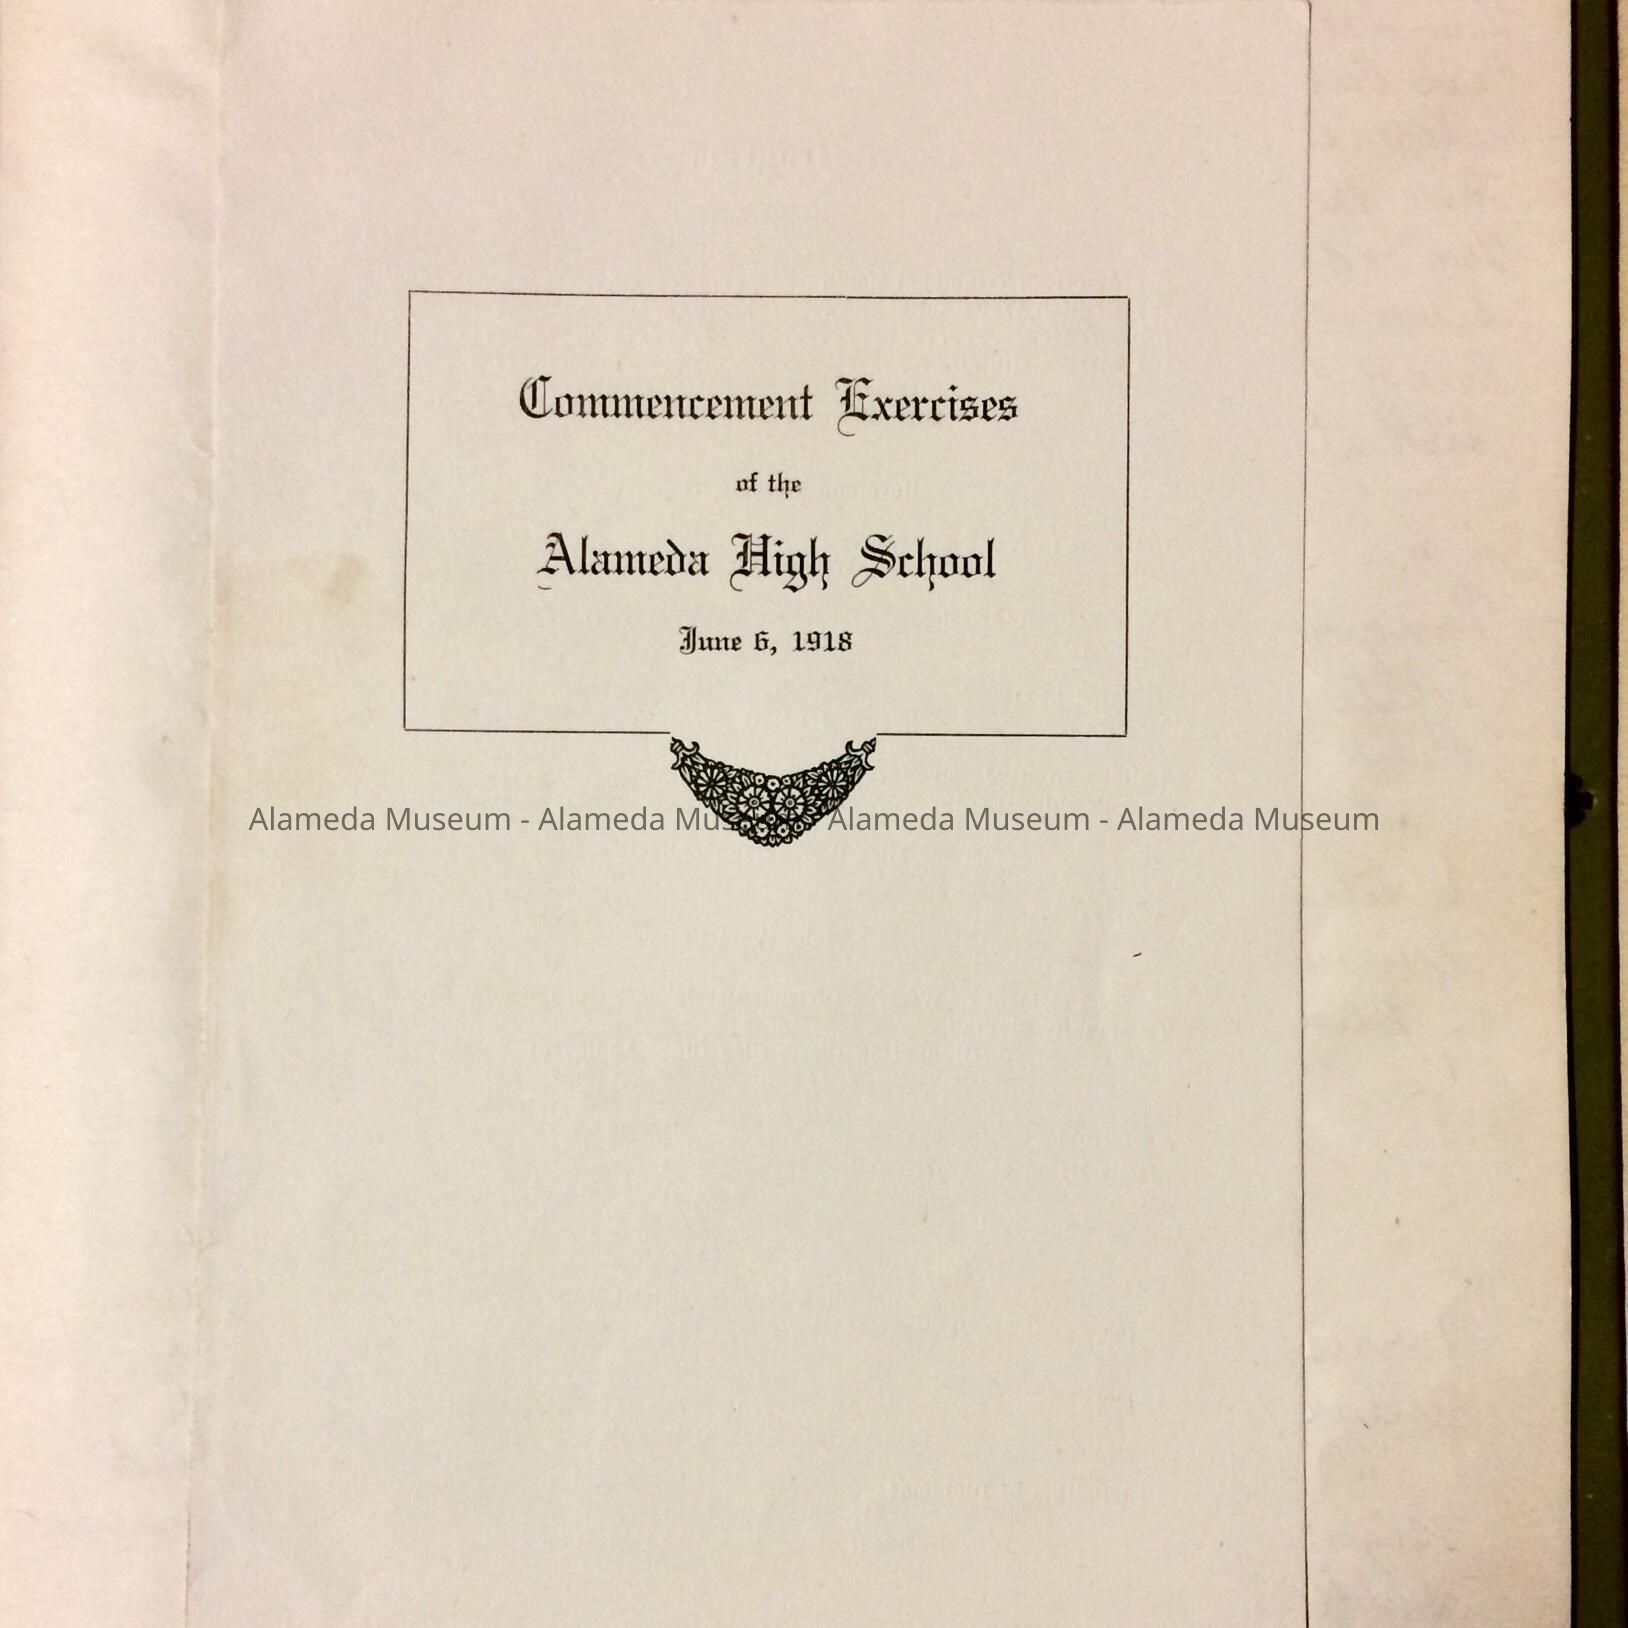 Commencement Exercises
of the
Alameda High School
June 6, 1918
Alameda Museum - Alameda Museum - Alameda Museum - Alameda Museum